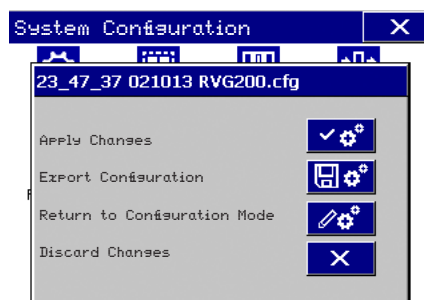 System Configuration
23_47_37 021013 RVG200.cfg
Apply Changes
Export Configuration
Return to Configuration Mode
Discard Changes